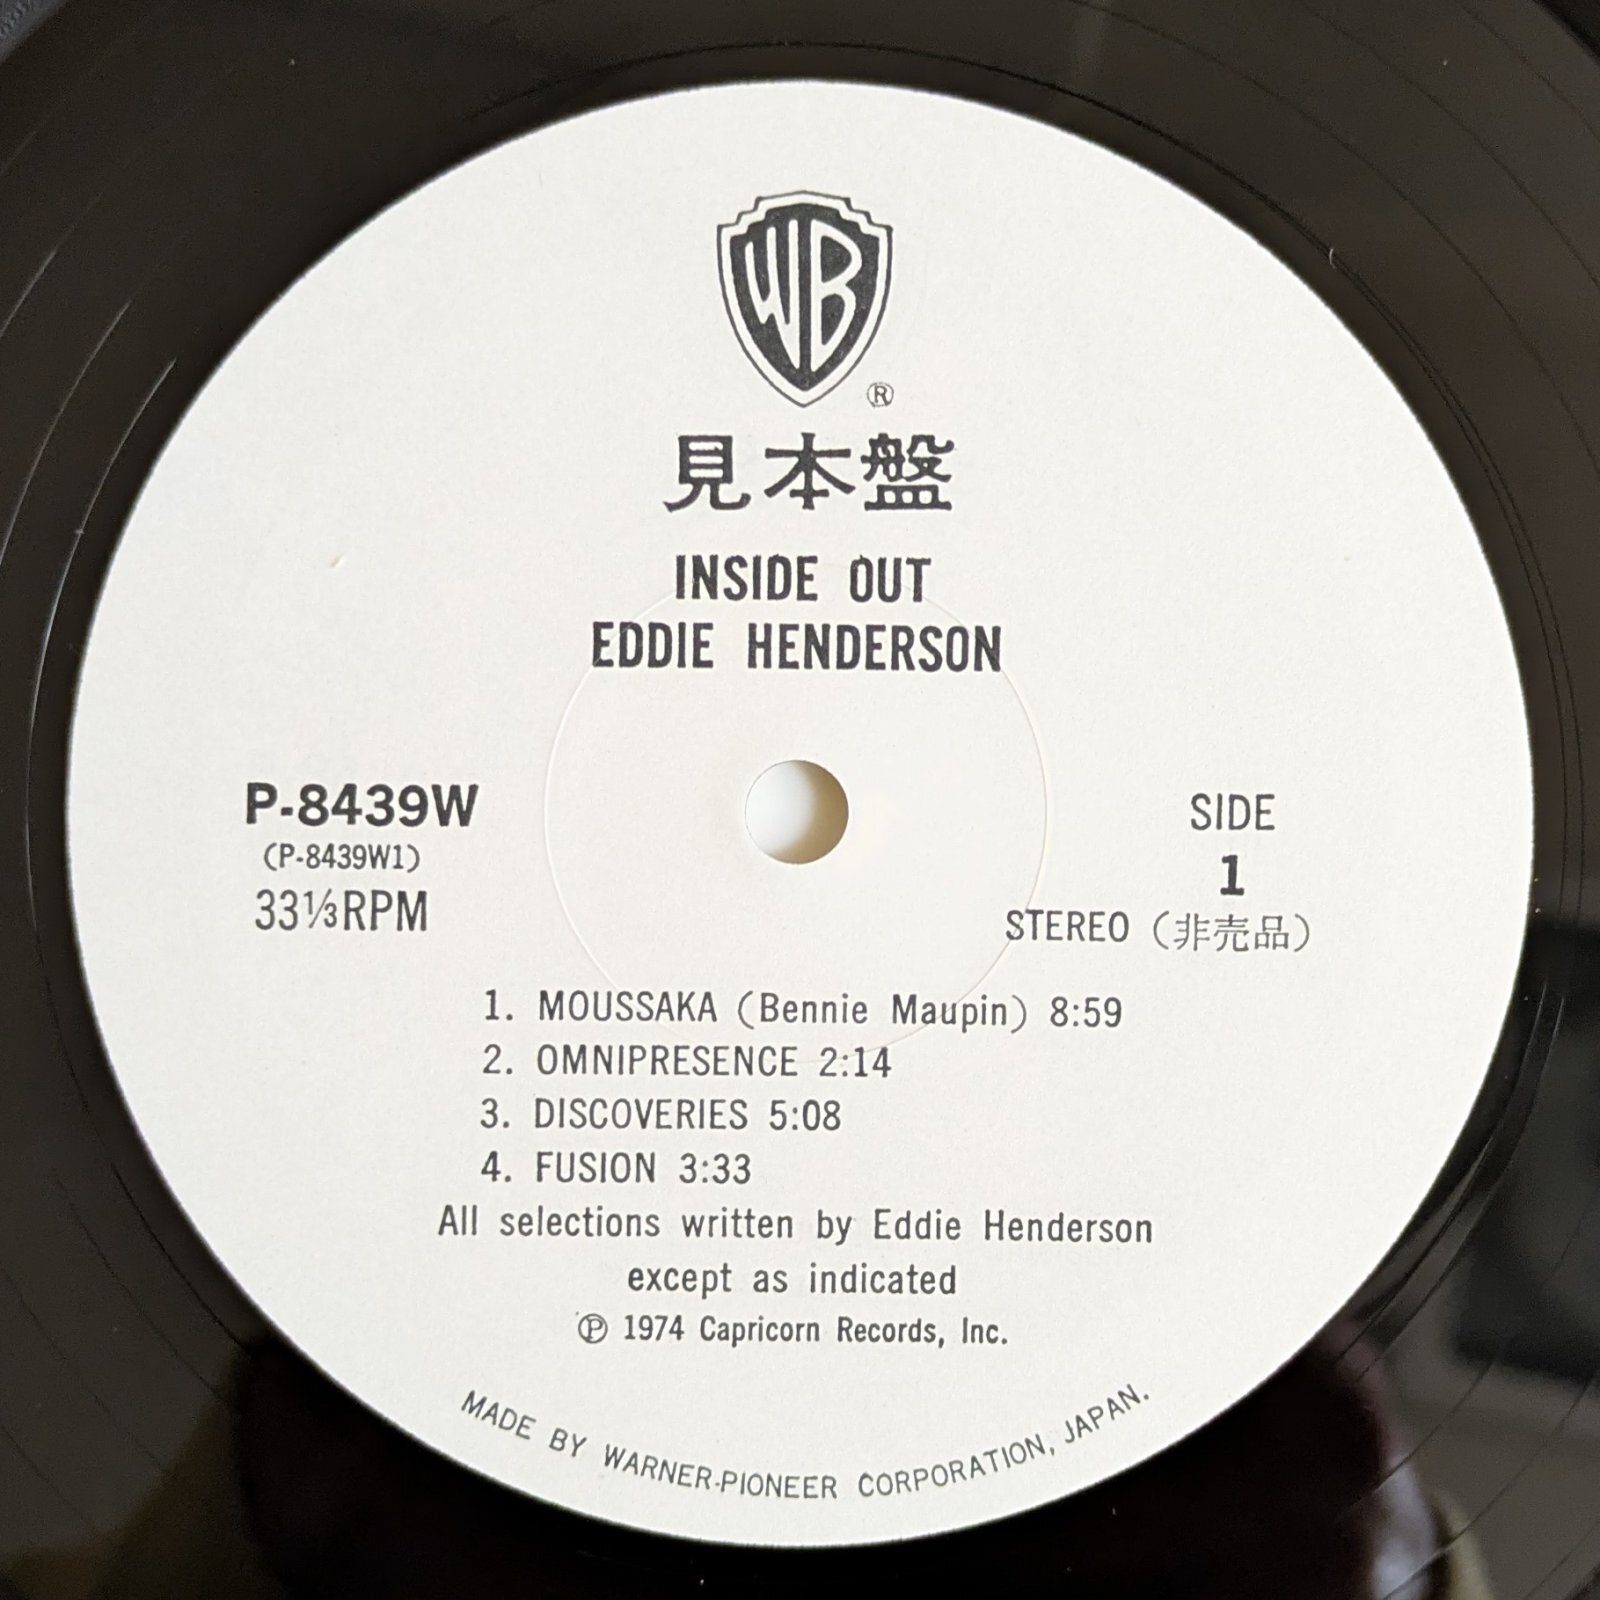 WB
®
見本盤
INSIDE OUT
EDDIE HENDERSON
P-8439W
(P-8439W1)
33⅓RPM
SIDE
1
STEREO (非売品)
1. MOUSSAKA (Bennie Maupin) 8:59
2. OMNIPRESENCE 2:14
3. DISCOVERIES 5:08
4. FUSION 3:33
All selections written by Eddie Henderson
except as indicated
℗ 1974 Capricorn Records, Inc.
MADE BY WARNER-PIONEER CORPORATION, JAPAN.